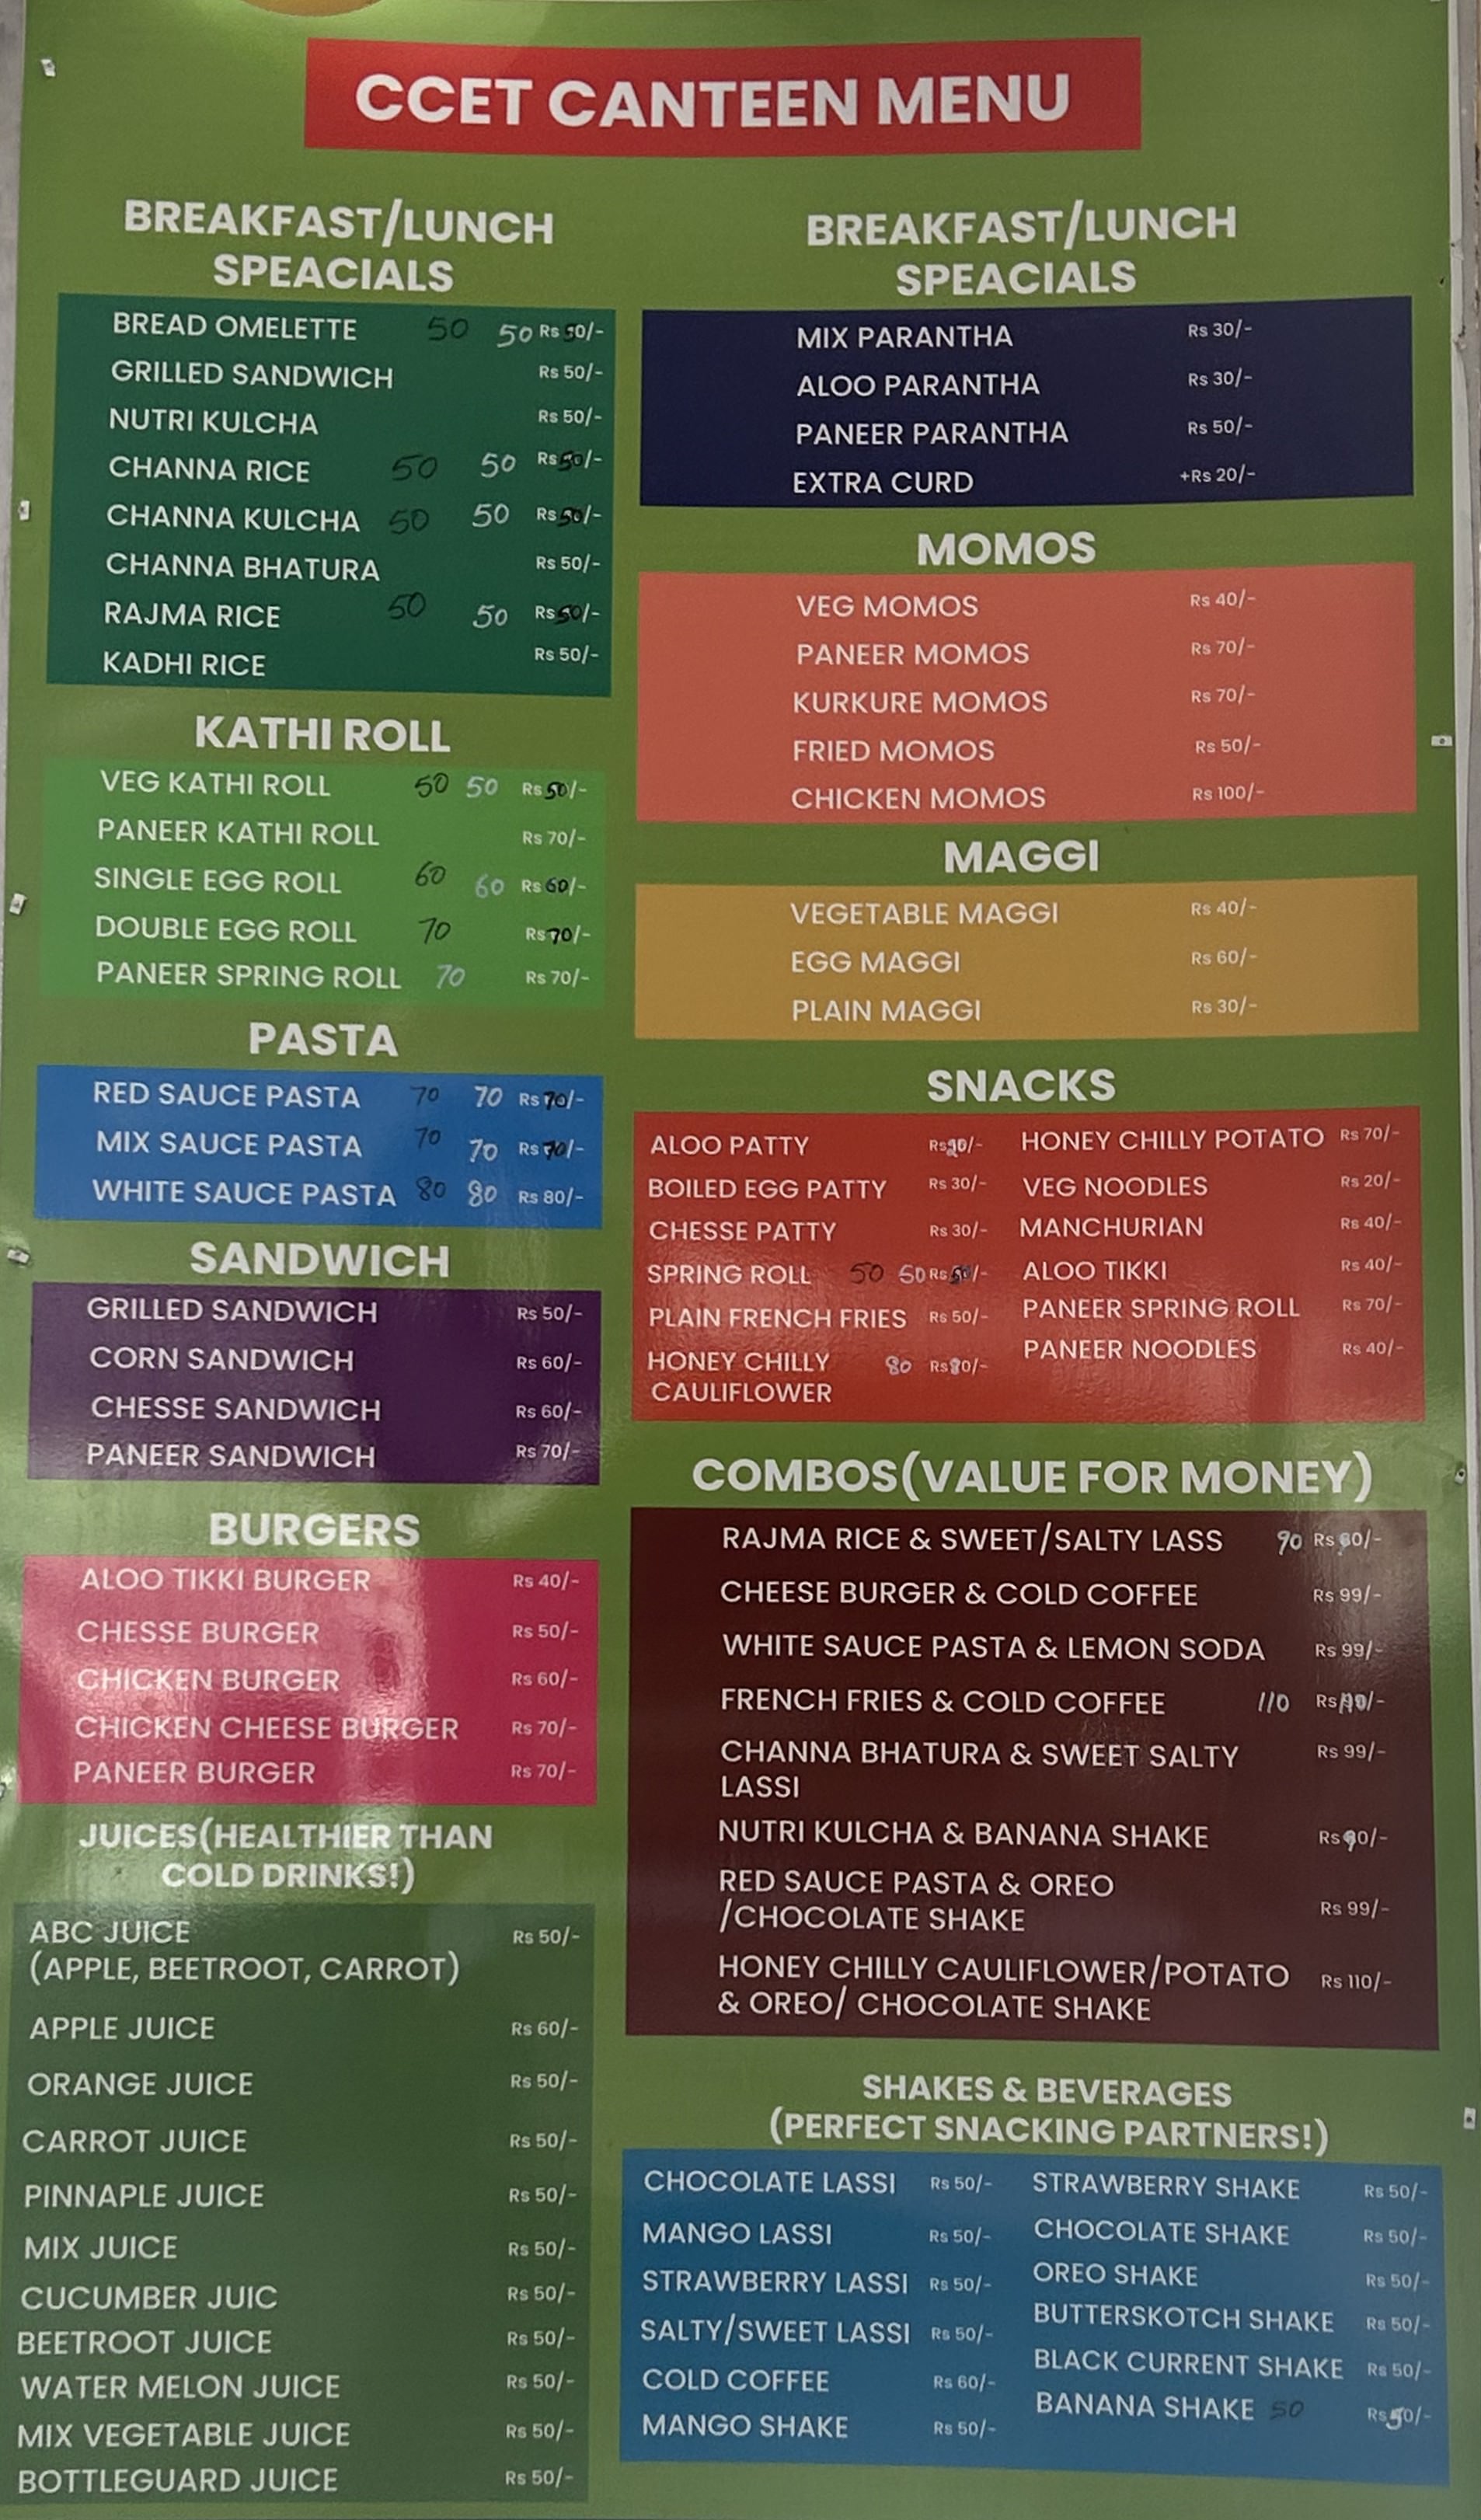 CCET CANTEEN MENU
BREAKFAST/LUNCH
SPEACIALS
BREAD OMELETTE 50 50 Rs 50/-
GRILLED SANDWICH Rs 50/-
NUTRI KULCHA Rs 50/-
CHANNA RICE 50 50 Rs 50/-
CHANNA KULCHA 50 50 Rs 50/-
CHANNA BHATURA Rs 50/-
RAJMA RICE 50 50 Rs 50/-
KADHI RICE Rs 50/-
KATHI ROLL
VEG KATHI ROLL 50 50 Rs 50/-
PANEER KATHI ROLL Rs 70/-
SINGLE EGG ROLL 60 60 Rs 60/-
DOUBLE EGG ROLL 70 Rs 70/-
PANEER SPRING ROLL 70 Rs 70/-
PASTA
RED SAUCE PASTA 70 70 Rs 70/-
MIX SAUCE PASTA 70 70 Rs 70/-
WHITE SAUCE PASTA 80 80 Rs 80/-
SANDWICH
GRILLED SANDWICH Rs 50/-
CORN SANDWICH Rs 60/-
CHESSE SANDWICH Rs 60/-
PANEER SANDWICH Rs 70/-
BURGERS
ALOO TIKKI BURGER Rs 40/-
CHESSE BURGER Rs 50/-
CHICKEN BURGER Rs 60/-
CHICKEN CHEESE BURGER Rs 70/-
PANEER BURGER Rs 70/-
JUICES(HEALTHIER THAN
COLD DRINKS!)
ABC JUICE Rs 50/-
(APPLE, BEETROOT, CARROT)
APPLE JUICE Rs 60/-
ORANGE JUICE Rs 50/-
CARROT JUICE Rs 50/-
PINNAPLE JUICE Rs 50/-
MIX JUICE Rs 50/-
CUCUMBER JUIC Rs 50/-
BEETROOT JUICE Rs 50/-
WATER MELON JUICE Rs 50/-
MIX VEGETABLE JUICE Rs 50/-
BOTTLEGUARD JUICE Rs 50/-
BREAKFAST/LUNCH
SPEACIALS
MIX PARANTHA Rs 30/-
ALOO PARANTHA Rs 30/-
PANEER PARANTHA Rs 50/-
EXTRA CURD +Rs 20/-
MOMOS
VEG MOMOS Rs 40/-
PANEER MOMOS Rs 70/-
KURKURE MOMOS Rs 70/-
FRIED MOMOS Rs 50/-
CHICKEN MOMOS Rs 100/-
MAGGI
VEGETABLE MAGGI Rs 40/-
EGG MAGGI Rs 60/-
PLAIN MAGGI Rs 30/-
SNACKS
ALOO PATTY Rs 20/-
BOILED EGG PATTY Rs 30/-
CHESSE PATTY Rs 30/-
SPRING ROLL 50 50 Rs 50/-
PLAIN FRENCH FRIES Rs 50/-
HONEY CHILLY 80 Rs 80/-
CAULIFLOWER
HONEY CHILLY POTATO Rs 70/-
VEG NOODLES Rs 20/-
MANCHURIAN Rs 40/-
ALOO TIKKI Rs 40/-
PANEER SPRING ROLL Rs 70/-
PANEER NOODLES Rs 40/-
COMBOS(VALUE FOR MONEY)
RAJMA RICE & SWEET/SALTY LASS 90 Rs 90/-
CHEESE BURGER & COLD COFFEE Rs 99/-
WHITE SAUCE PASTA & LEMON SODA Rs 99/-
FRENCH FRIES & COLD COFFEE 110 Rs 110/-
CHANNA BHATURA & SWEET SALTY Rs 99/-
LASSI
NUTRI KULCHA & BANANA SHAKE Rs 90/-
RED SAUCE PASTA & OREO
/CHOCOLATE SHAKE Rs 99/-
HONEY CHILLY CAULIFLOWER/POTATO Rs 110/-
& OREO/ CHOCOLATE SHAKE
SHAKES & BEVERAGES
(PERFECT SNACKING PARTNERS!)
CHOCOLATE LASSI Rs 50/-
MANGO LASSI Rs 50/-
STRAWBERRY LASSI Rs 50/-
SALTY/SWEET LASSI Rs 50/-
COLD COFFEE Rs 60/-
MANGO SHAKE Rs 50/-
STRAWBERRY SHAKE Rs 50/-
CHOCOLATE SHAKE Rs 50/-
OREO SHAKE Rs 50/-
BUTTERSKOTCH SHAKE Rs 50/-
BLACK CURRENT SHAKE Rs 50/-
BANANA SHAKE 50 Rs 50/-